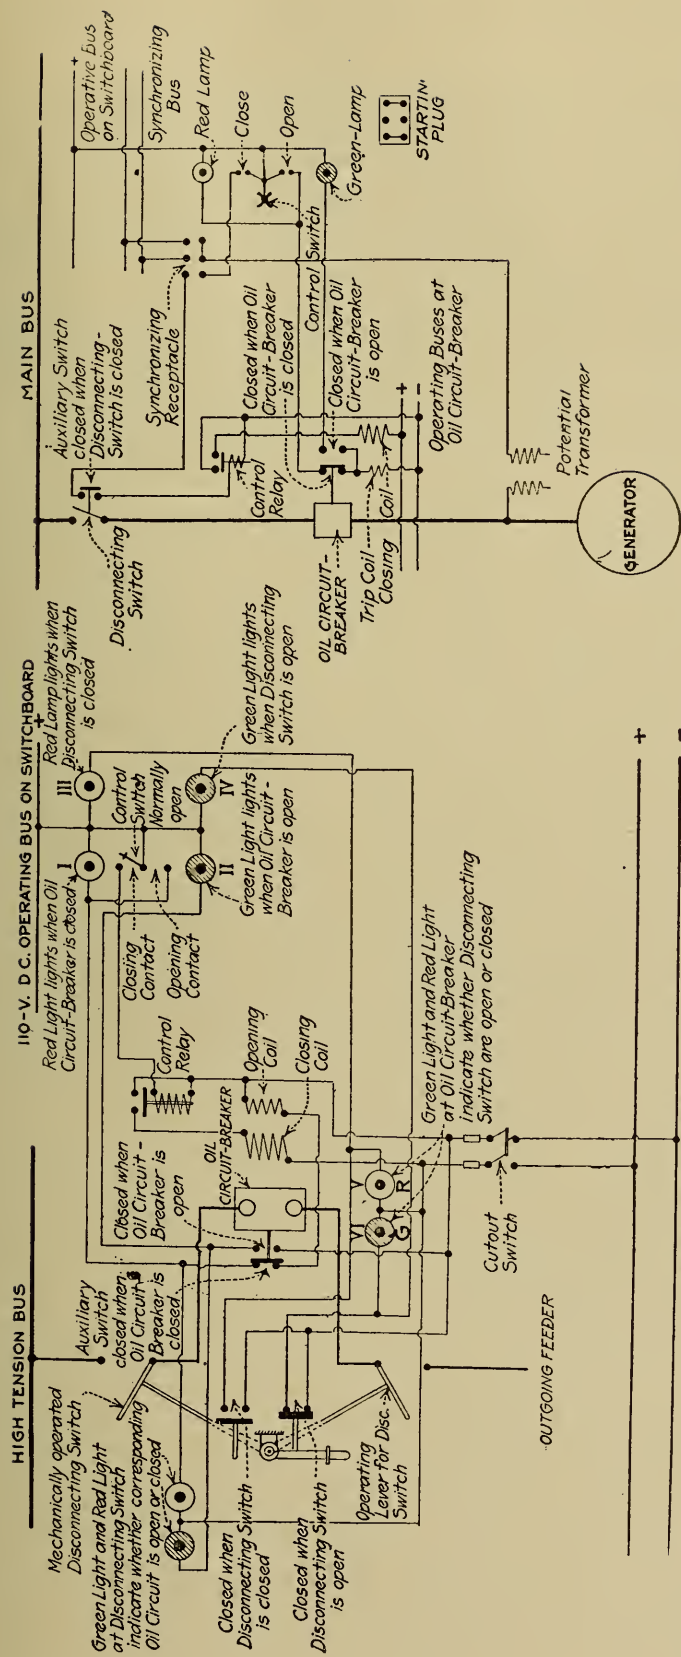 HIGH TENSION BUS
Mechanically operated
Disconnecting Switch
Green Light and Red Light
at Disconnecting Switch
indicate whether corresponding
Oil Circuit is open or closed
Auxiliary
Switch
closed when
Oil Circuit-
Breaker is
closed
Closed when
Oil Circuit-
Breaker is
open
OIL
CIRCUIT-BREAKER
Control
Relay
Opening
Coil
Closing
Coil
Closed when
Disconnecting Switch
is closed
Closed when
Disconnecting Switch
is open
Operating
Lever for Disc.
Switch
VI
V
G
R
Green Light and Red Light
at Oil Circuit-Breaker
indicate whether Disconnecting
Switch are open or closed
Cutout
Switch
OUTGOING FEEDER
+
-
110-V. D.C. OPERATING BUS ON SWITCHBOARD
+
Red Light lights when Oil
Circuit-Breaker is closed
Red Lamp lights when
Disconnecting Switch
is closed
I
III
Closing
Contact
Opening
Contact
Control
Switch
Normally
open
II
IV
Green Light lights
when Oil Circuit-
Breaker is open
Green Light lights
when Disconnecting
Switch is open
MAIN BUS
Auxiliary Switch
closed when
Disconnecting-
Switch is closed
Disconnecting
Switch
Synchronizing
Receptacle
+
Operative Bus
on Switchboard
Synchronizing
Bus
Red Lamp
Close
Open
Control Switch
Green-Lamp
STARTIN'
PLUG
Control
Relay
Closed when Oil
Circuit-Breaker
is closed
Closed when Oil
Circuit-Breaker
is open
OIL CIRCUIT-
BREAKER
Trip Coil
Closing Coil
+
-
Operating Buses at
Oil Circuit-Breaker
Potential
Transformer
GENERATOR